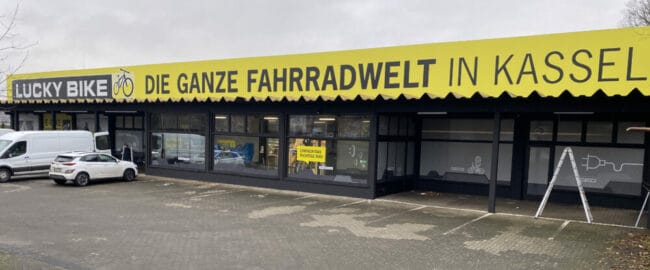 LUCKY BIKE DIE GANZE FAHRRADWELT IN KASSEL